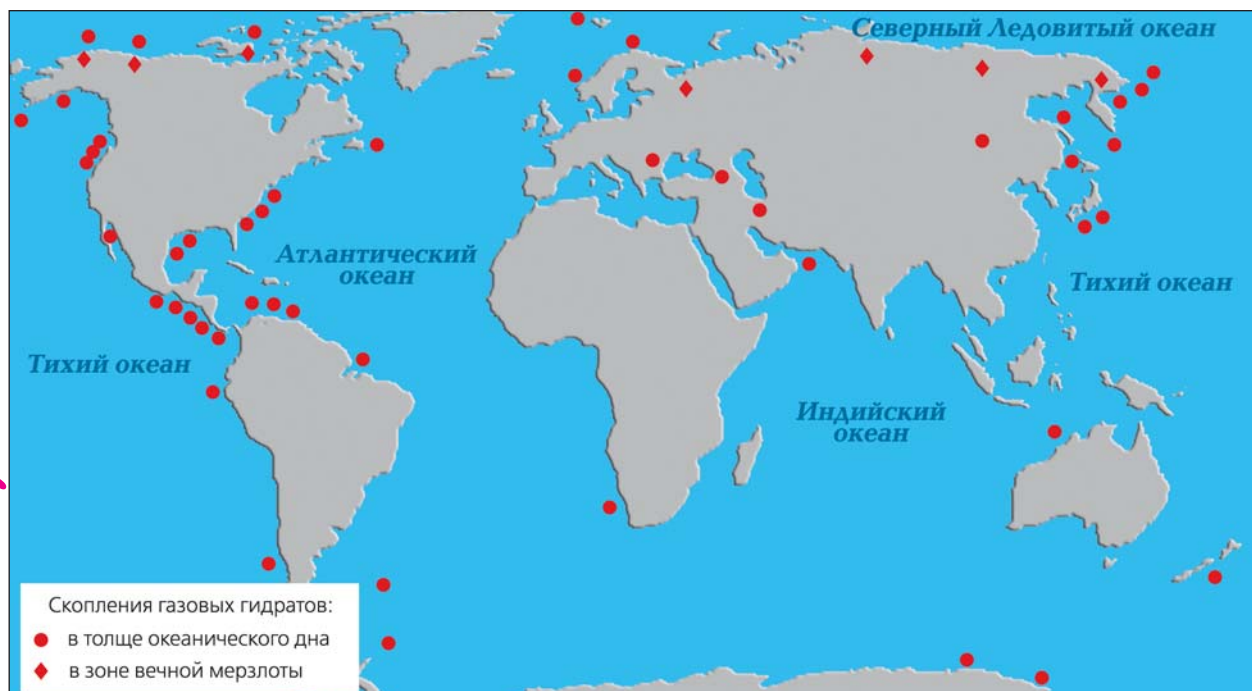 Северный Ледовитый океан
Атлантический
океан
Тихий океан
Тихий океан
Индийский
океан
Скопления газовых гидратов:
в толще океанического дна
в зоне вечной мерзлоты